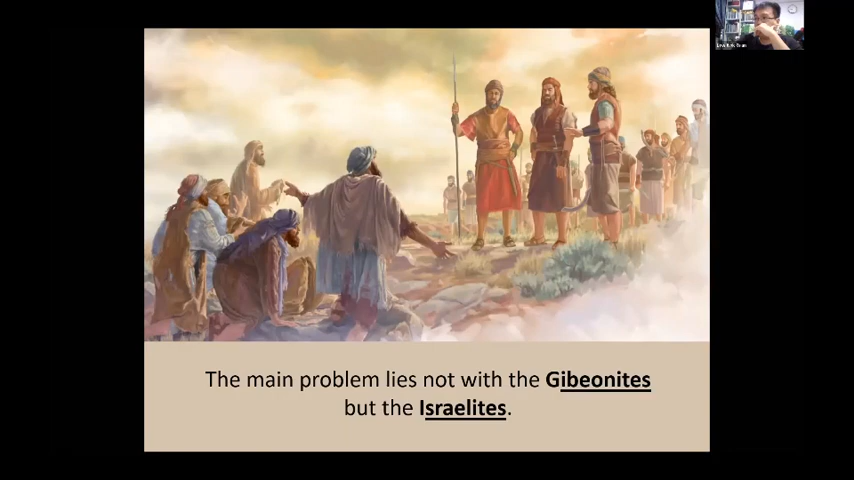 The main problem lies not with the Gibeonites
but the Israelites.